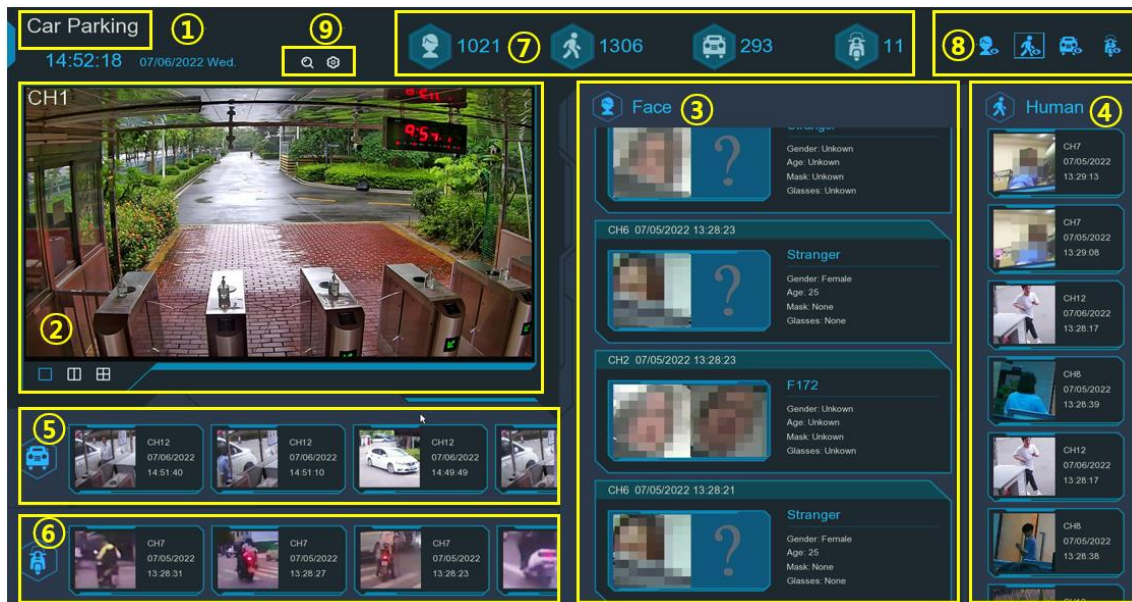 Car Parking
①
14:52:18 07/06/2022 Wed.
⑨
1021
⑦
1306
293
11
⑧
CH1
9:57
②
Face
③
Gender: Unkown
Age: Unkown
Mask: Unkown
Glasses: Unkown
?
CH6 07/05/2022 13:28:23
Stranger
Gender: Female
Age: 25
Mask: None
Glasses: None
?
CH2 07/05/2022 13:28:23
F172
Gender: Unkown
Age: Unkown
Mask: Unkown
Glasses: Unkown
CH6 07/05/2022 13:28:21
Stranger
Gender: Female
Age: 25
Mask: None
Glasses: None
?
Human
④
CH7
07/05/2022
13:29:13
CH7
07/05/2022
13:29:08
CH12
07/06/2022
13:28:17
CH8
07/05/2022
13:28:39
CH12
07/06/2022
13:28:17
CH8
07/05/2022
13:28:38
⑤
CH12
07/06/2022
14:51:40
CH12
07/06/2022
14:51:10
CH12
07/06/2022
14:49:49
⑥
CH7
07/05/2022
13:28:31
CH7
07/05/2022
13:28:27
CH7
07/05/2022
13:28:23